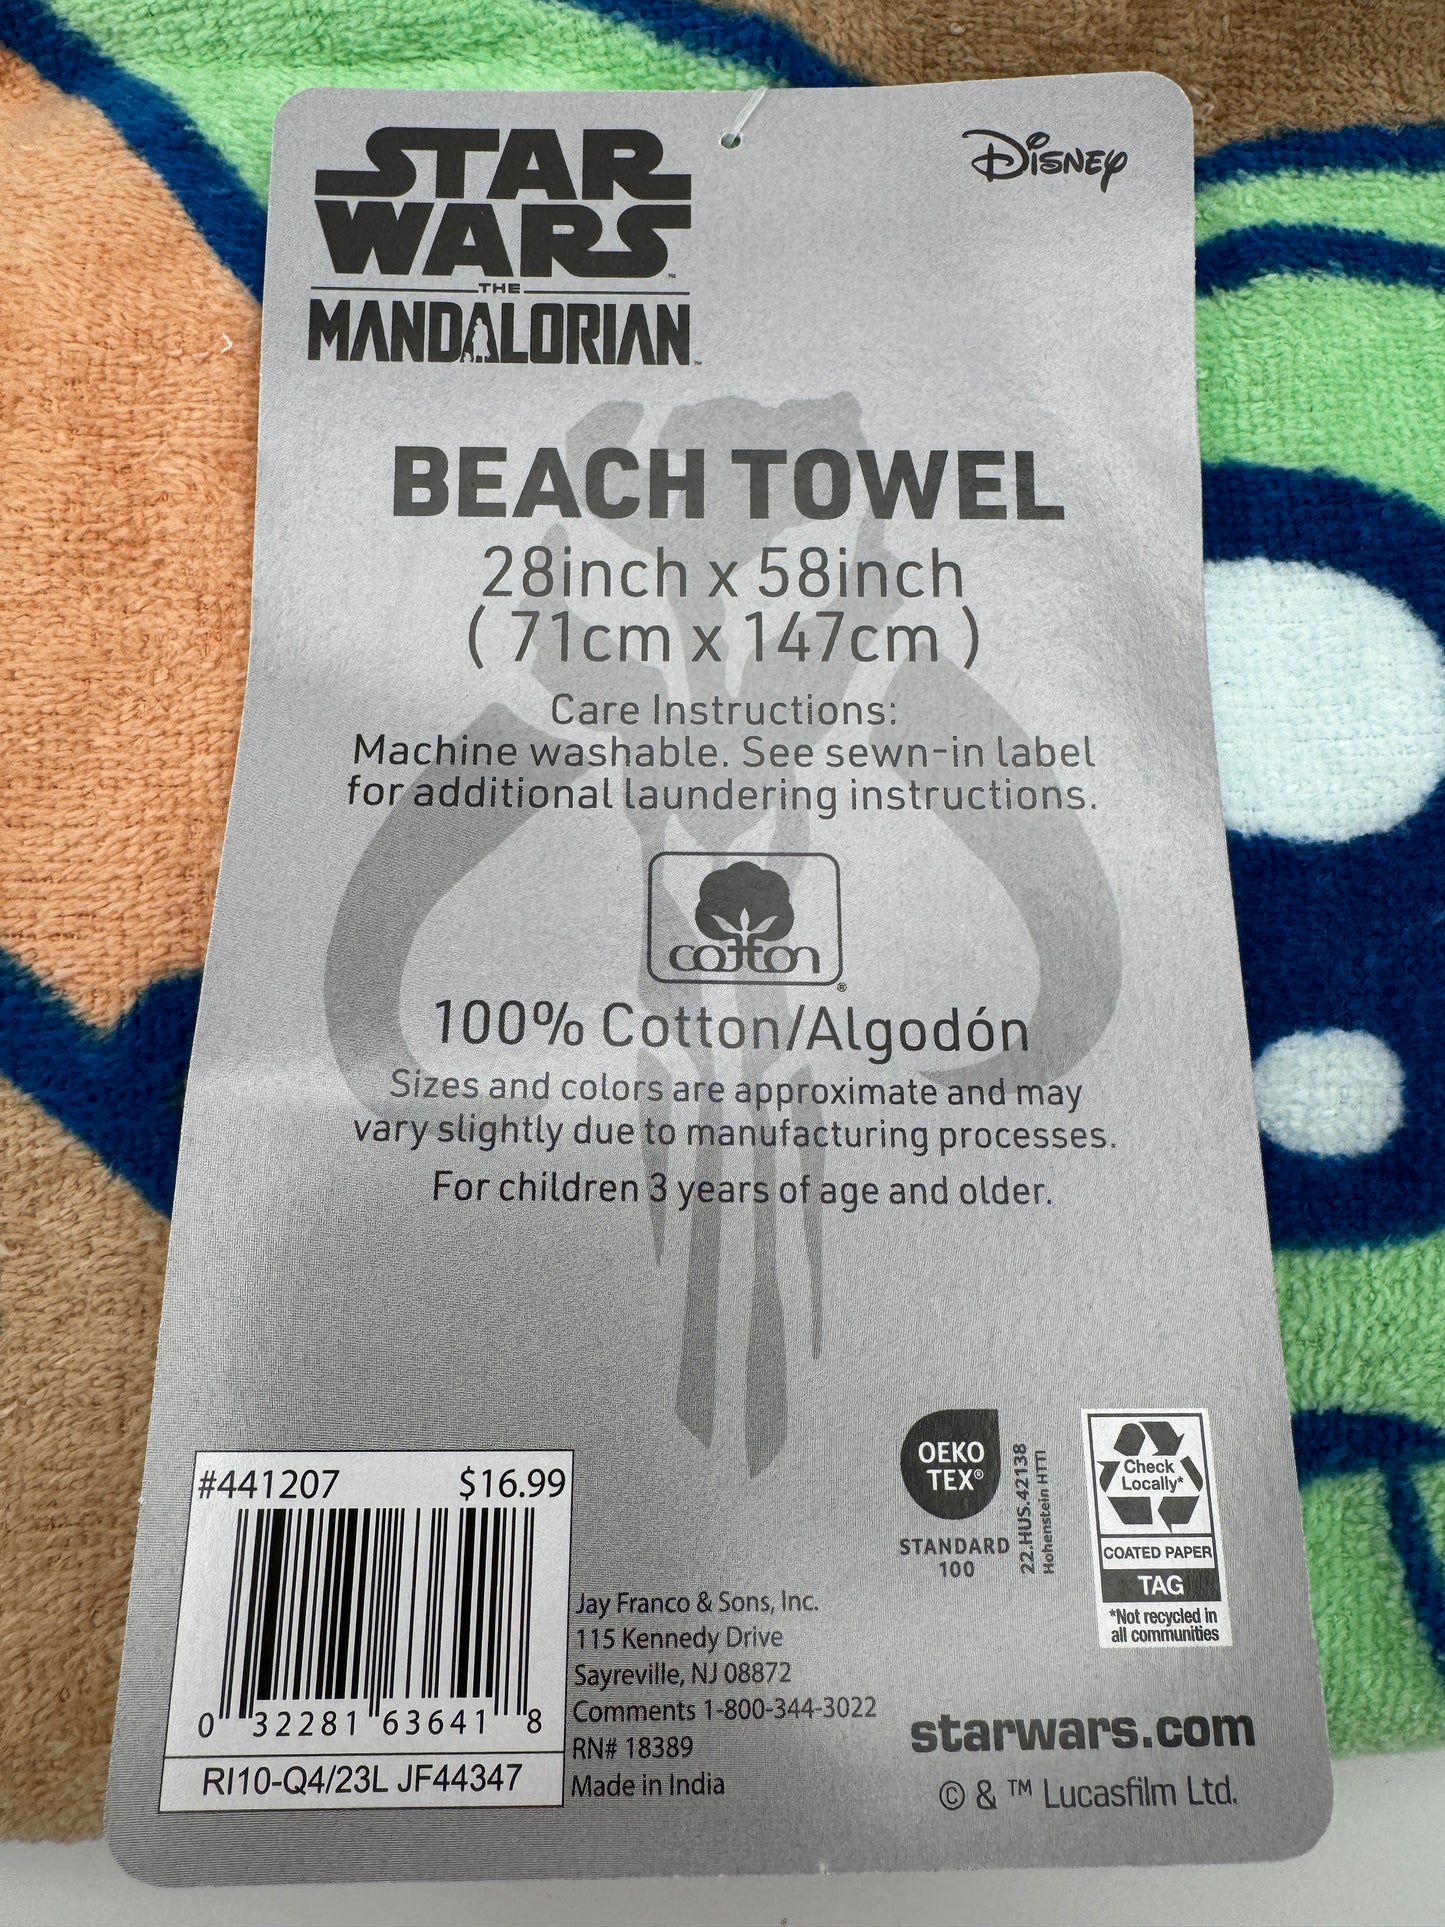 STAR
WARS™
THE
MANDALORIAN™
Disney
BEACH TOWEL
28inch x 58inch
( 71cm x 147cm )
Care Instructions:
Machine washable. See sewn-in label
for additional laundering instructions.
cotton®
100% Cotton/Algodón
Sizes and colors are approximate and may
vary slightly due to manufacturing processes.
For children 3 years of age and older.
#441207 $16.99
0 32281 63641 8
RI10-Q4/23L JF44347
Jay Franco & Sons, Inc.
115 Kennedy Drive
Sayreville, NJ 08872
Comments 1-800-344-3022
RN# 18389
Made in India
OEKO
TEX®
STANDARD
100
22.HUS.42138
Hohenstein HTTI
Check
Locally*
COATED PAPER
TAG
*Not recycled in
all communities
starwars.com
© & ™ Lucasfilm Ltd.